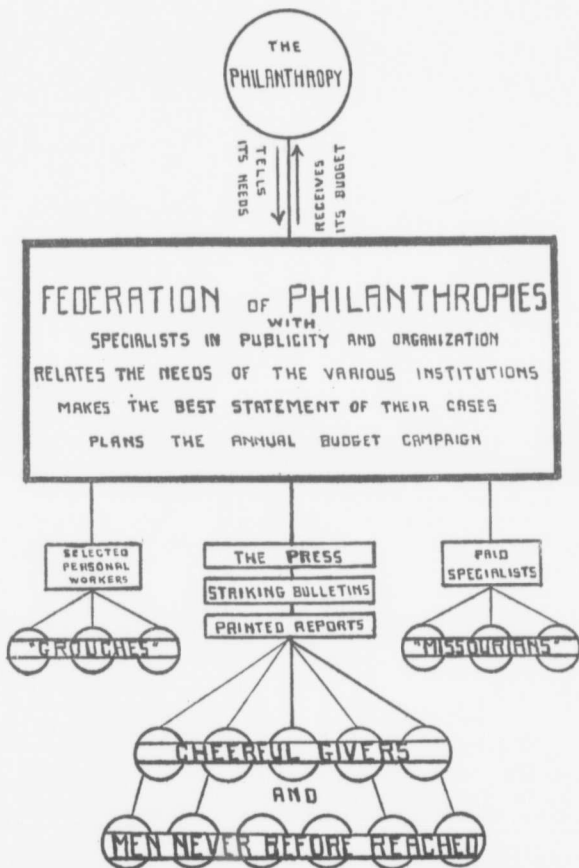 THE
PHILANTHROPY
TELLS
ITS NEEDS
RECEIVES
ITS BUDGET
FEDERATION OF PHILANTHROPIES
WITH
SPECIALISTS IN PUBLICITY AND ORGANIZATION
RELATES THE NEEDS OF THE VARIOUS INSTITUTIONS
MAKES THE BEST STATEMENT OF THEIR CASES
PLANS THE ANNUAL BUDGET CAMPAIGN
SELECTED
PERSONAL
WORKERS
"GROUCHES"
THE PRESS
STRIKING BULLETINS
PRINTED REPORTS
PAID
SPECIALISTS
"MISSOURIANS"
CHEERFUL GIVERS
AND
MEN NEVER BEFORE REACHED